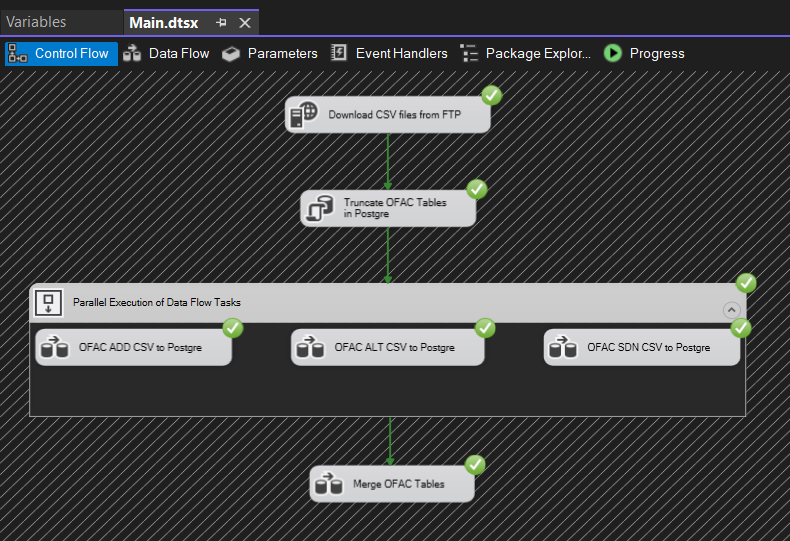 Variables
Main.dtsx
Control Flow
Data Flow
Parameters
Event Handlers
Package Explor...
Progress
Download CSV files from FTP
Truncate OFAC Tables
in Postgre
Parallel Execution of Data Flow Tasks
OFAC ADD CSV to Postgre
OFAC ALT CSV to Postgre
OFAC SDN CSV to Postgre
Merge OFAC Tables